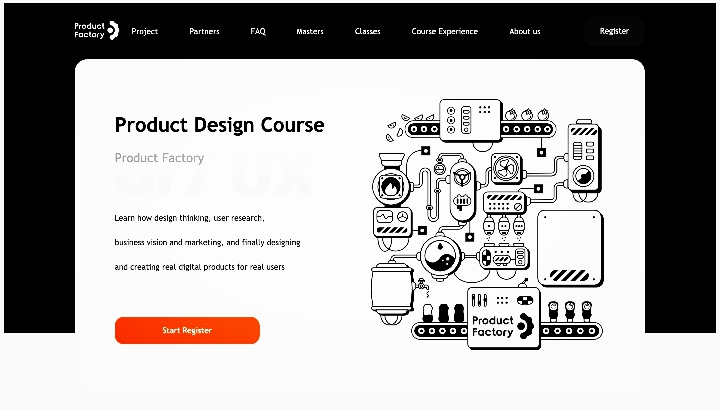 Product
Factory
Project
Partners
FAQ
Masters
Classes
Course Experience
About us
Register
Product Design Course
Product Factory
Learn how design thinking, user research,
business vision and marketing, and finally designing
and creating real digital products for real users
Start Register
Product
Factory